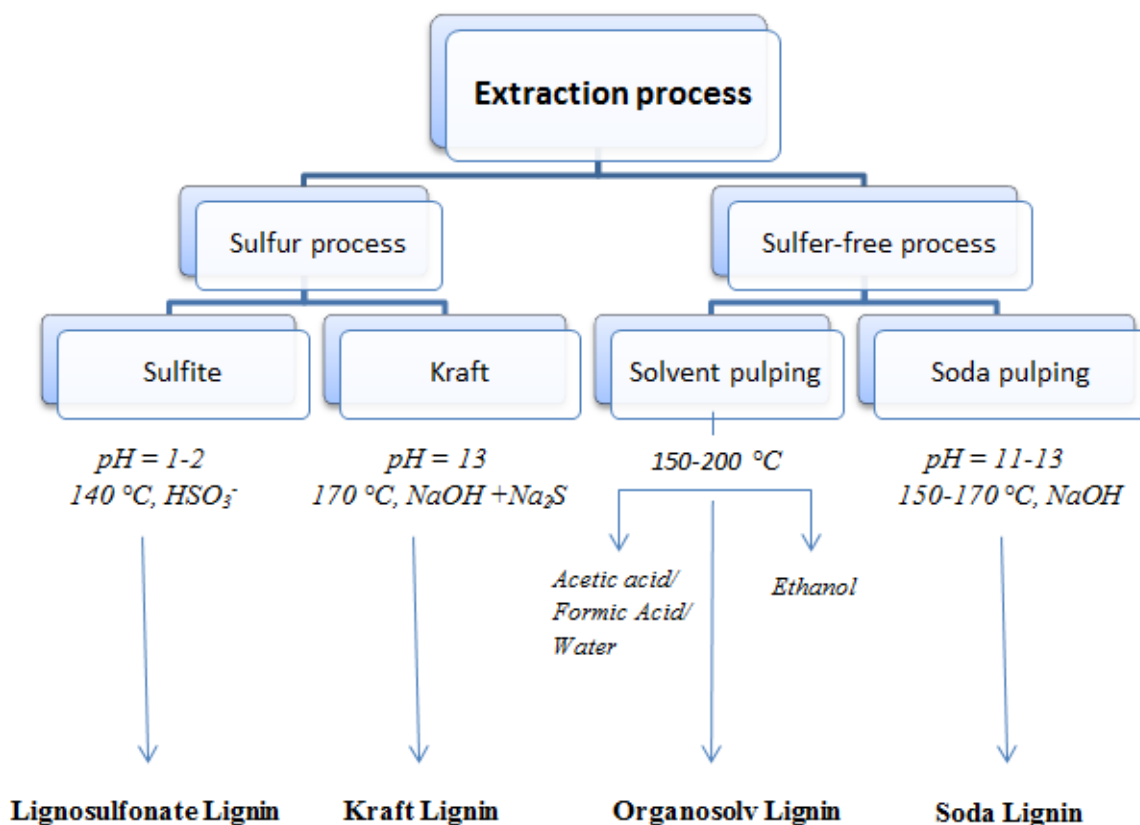 Extraction process
Sulfur process
Sulfer-free process
Sulfite
Kraft
Solvent pulping
Soda pulping
pH = 1-2
140 °C, HSO₃⁻
pH = 13
170 °C, NaOH +Na₂S
150-200 °C
pH = 11-13
150-170 °C, NaOH
Acetic acid/
Formic Acid/
Water
Ethanol
Lignosulfonate Lignin
Kraft Lignin
Organosolv Lignin
Soda Lignin